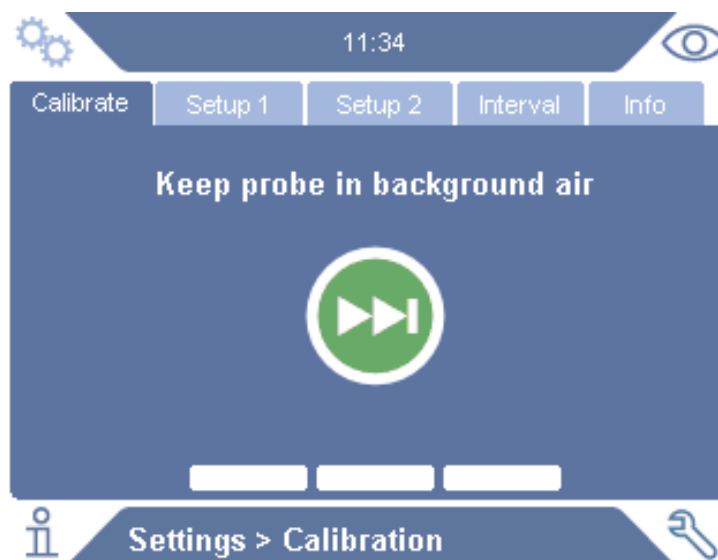 11:34
Calibrate Setup 1 Setup 2 Interval Info
Keep probe in background air
Settings > Calibration